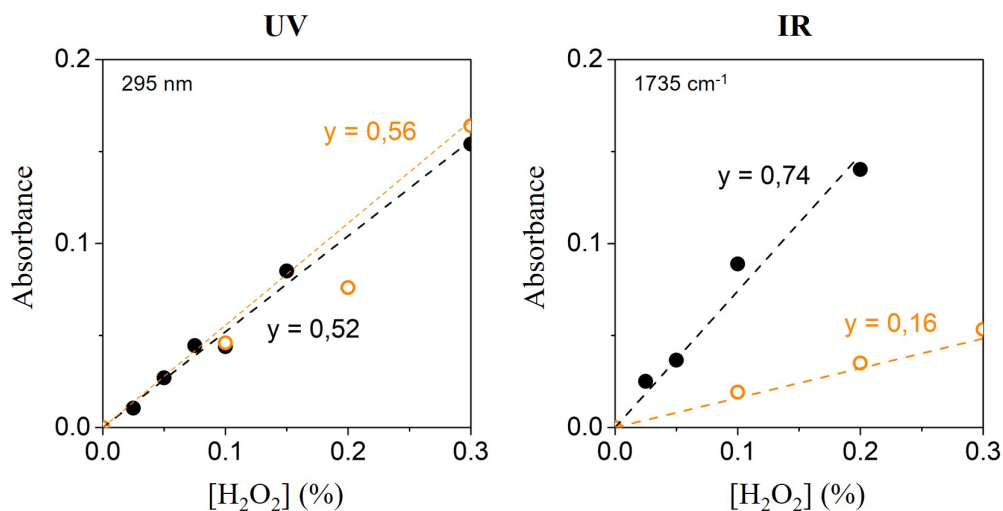 UV
0.2
295 nm
y = 0,56
0.1
y = 0,52
0.0
0.0 0.1 0.2 0.3
Absorbance
[H₂O₂] (%)
IR
0.2
1735 cm⁻¹
y = 0,74
0.1
y = 0,16
0.0
0.0 0.1 0.2 0.3
Absorbance
[H₂O₂] (%)